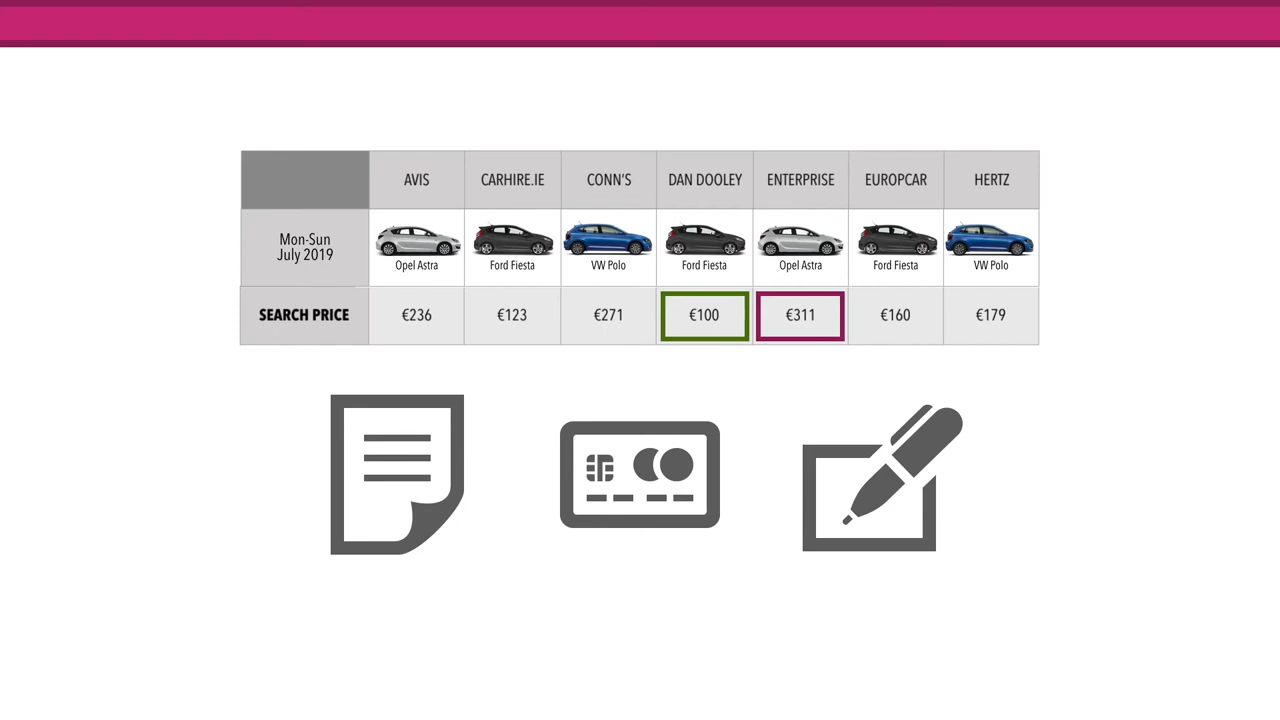 AVIS CARHIRE.IE CONN'S DAN DOOLEY ENTERPRISE EUROPCAR HERTZ
Mon-Sun
July 2019
Opel Astra Ford Fiesta VW Polo Ford Fiesta Opel Astra Ford Fiesta VW Polo
SEARCH PRICE €236 €123 €271 €100 €311 €160 €179